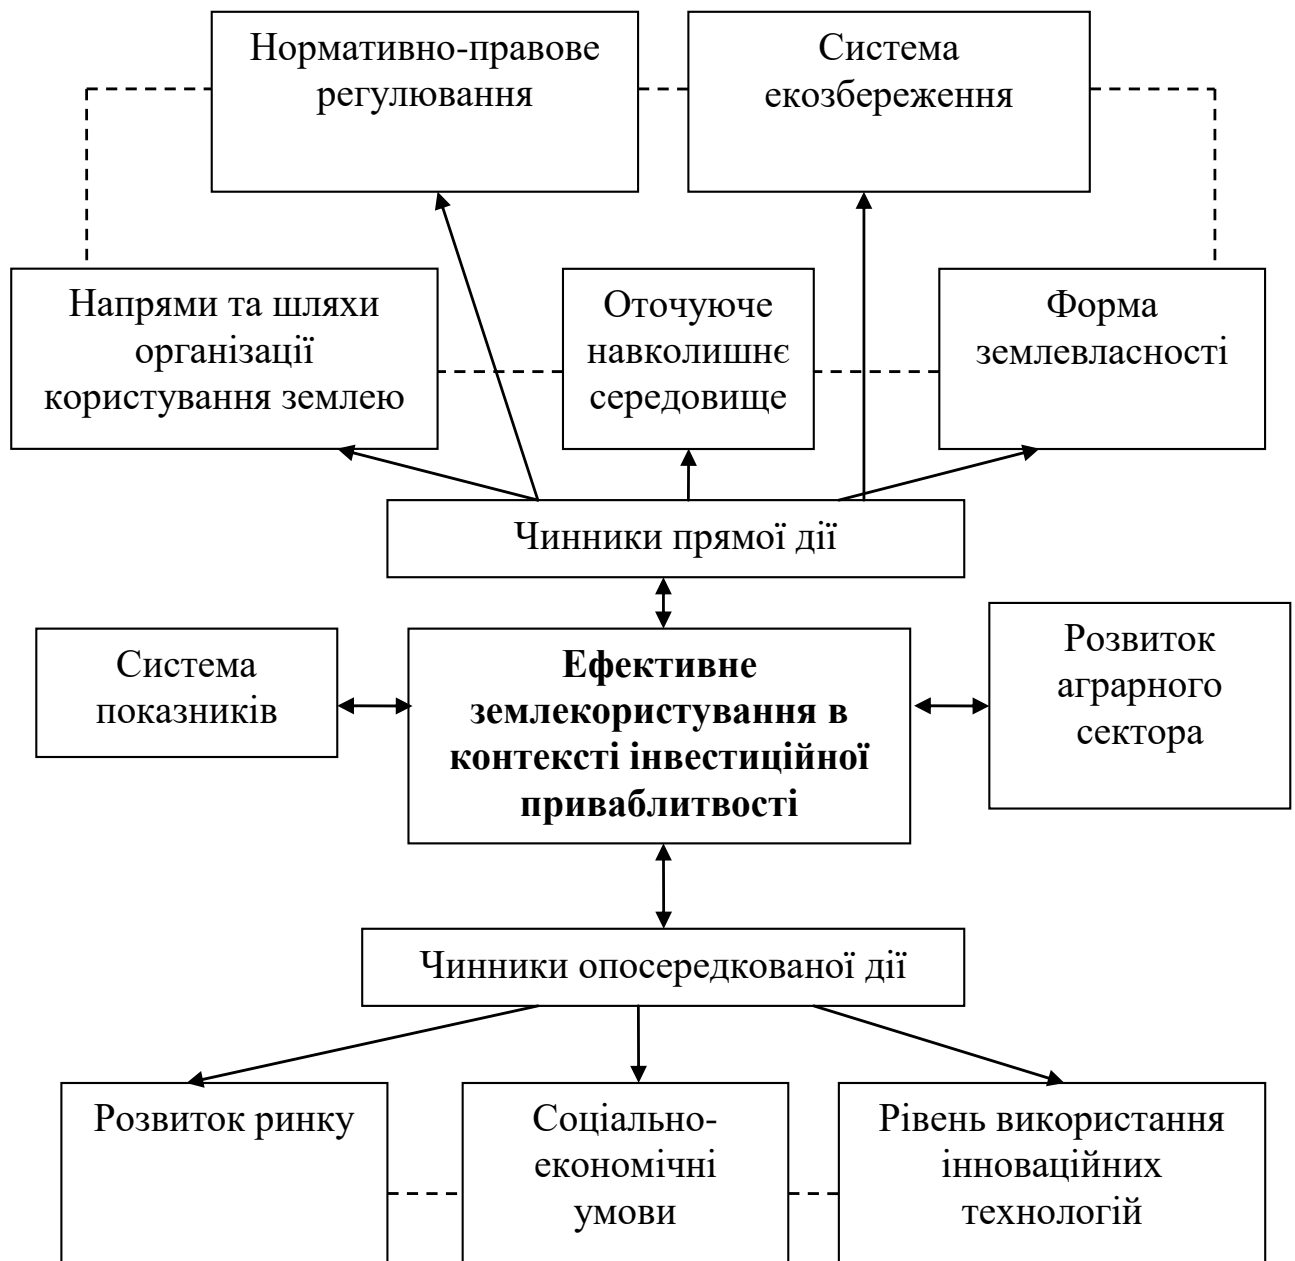 Нормативно-правове
регулювання
Система
екозбереження
Напрями та шляхи
організації
користування землею
Оточуюче
навколишнє
середовище
Форма
землевласності
Чинники прямої дії
Система
показників
Ефективне
землекористування в
контексті інвестиційної
приваблитвості
Розвиток
аграрного
сектора
Чинники опосередкованої дії
Розвиток ринку
Соціально-
економічні
умови
Рівень використання
інноваційних
технологій